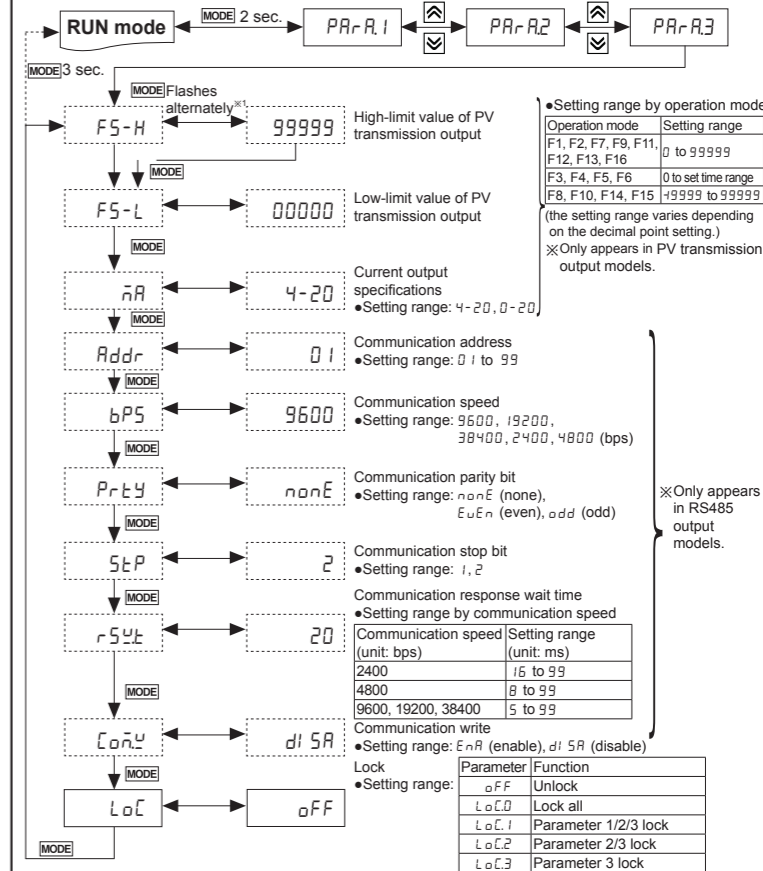 RUN mode MODE 2 sec. PArA.1 PArA.2 PArA.3
MODE 3 sec.
MODE Flashes
alternately※1
FS-H 99999
High-limit value of PV
transmission output
MODE
FS-L 00000
Low-limit value of PV
transmission output
●Setting range by operation mode
Operation mode Setting range
F1, F2, F7, F9, F11,
F12, F13, F16 0 to 99999
F3, F4, F5, F6 0 to set time range
F8, F10, F14, F15 -19999 to 99999
(the setting range varies depending
on the decimal point setting.)
※Only appears in PV transmission
output models.
MODE
mA 4-20
Current output
specifications
●Setting range: 4-20, 0-20
MODE
Addr 01
Communication address
●Setting range: 01 to 99
MODE
bPS 9600
Communication speed
●Setting range: 9600, 19200,
38400, 2400, 4800 (bps)
MODE
Prty nonE
Communication parity bit
●Setting range: nonE (none),
EvEn (even), odd (odd)
MODE
StP 2
Communication stop bit
●Setting range: 1, 2
MODE
rSW.t 20
Communication response wait time
●Setting range by communication speed
Communication speed Setting range
(unit: bps) (unit: ms)
2400 16 to 99
4800 8 to 99
9600, 19200, 38400 5 to 99
MODE
Com.W diSA
Communication write
●Setting range: EnA (enable), diSA (disable)
※Only appears
in RS485
output
models.
MODE
LoC oFF
Lock
●Setting range:
Parameter Function
oFF Unlock
LoC.0 Lock all
LoC.1 Parameter 1/2/3 lock
LoC.2 Parameter 2/3 lock
LoC.3 Parameter 3 lock
MODE